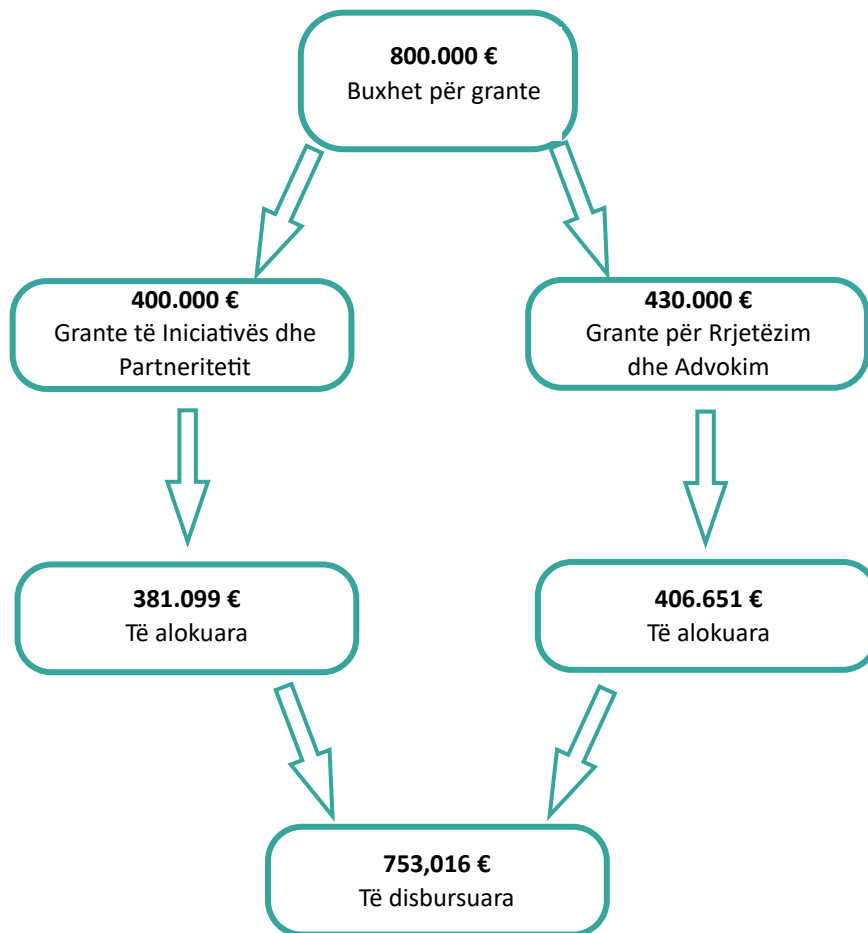 800.000 €
Buxhet për grante
400.000 €
Grante të Iniciativës dhe
Partneritetit
430.000 €
Grante për Rrjetëzim
dhe Advokim
381.099 €
Të alokuara
406.651 €
Të alokuara
753,016 €
Të disbursuara